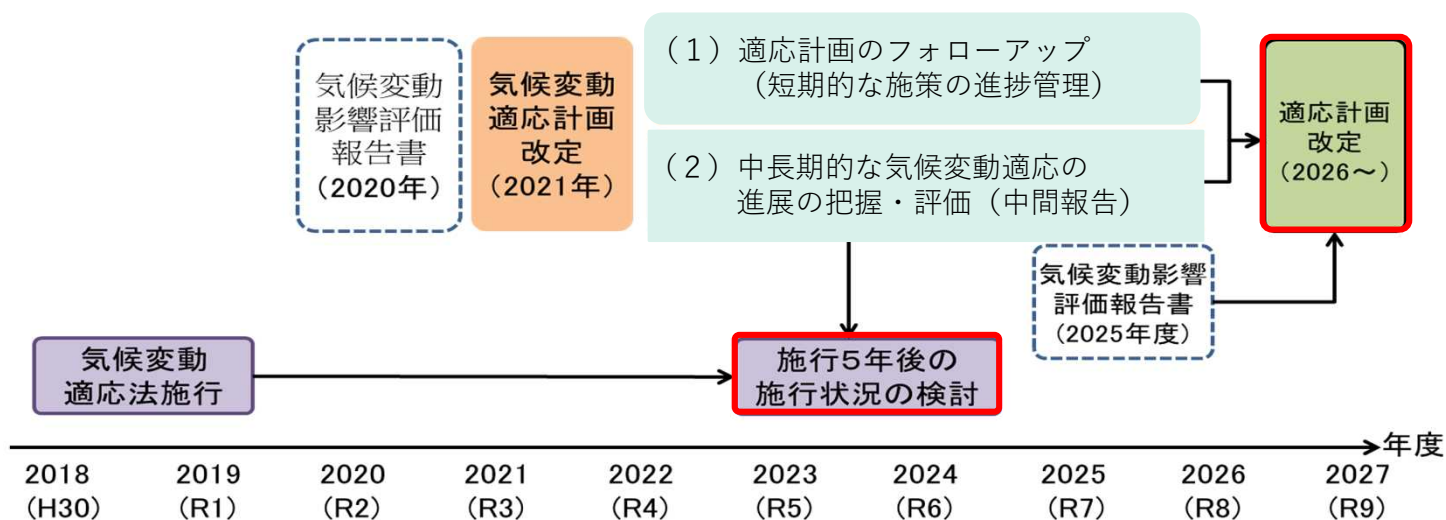 気候変動
影響評価
報告書
(2020年)
気候変動
適応計画
改定
(2021年)
(1)適応計画のフォローアップ
(短期的な施策の進捗管理)
(2)中長期的な気候変動適応の
進展の把握・評価(中間報告)
適応計画
改定
(2026~)
気候変動影響
評価報告書
(2025年度)
気候変動
適応法施行
施行5年後の
施行状況の検討
年度
2018 2019 2020 2021 2022 2023 2024 2025 2026 2027
(H30) (R1) (R2) (R3) (R4) (R5) (R6) (R7) (R8) (R9)